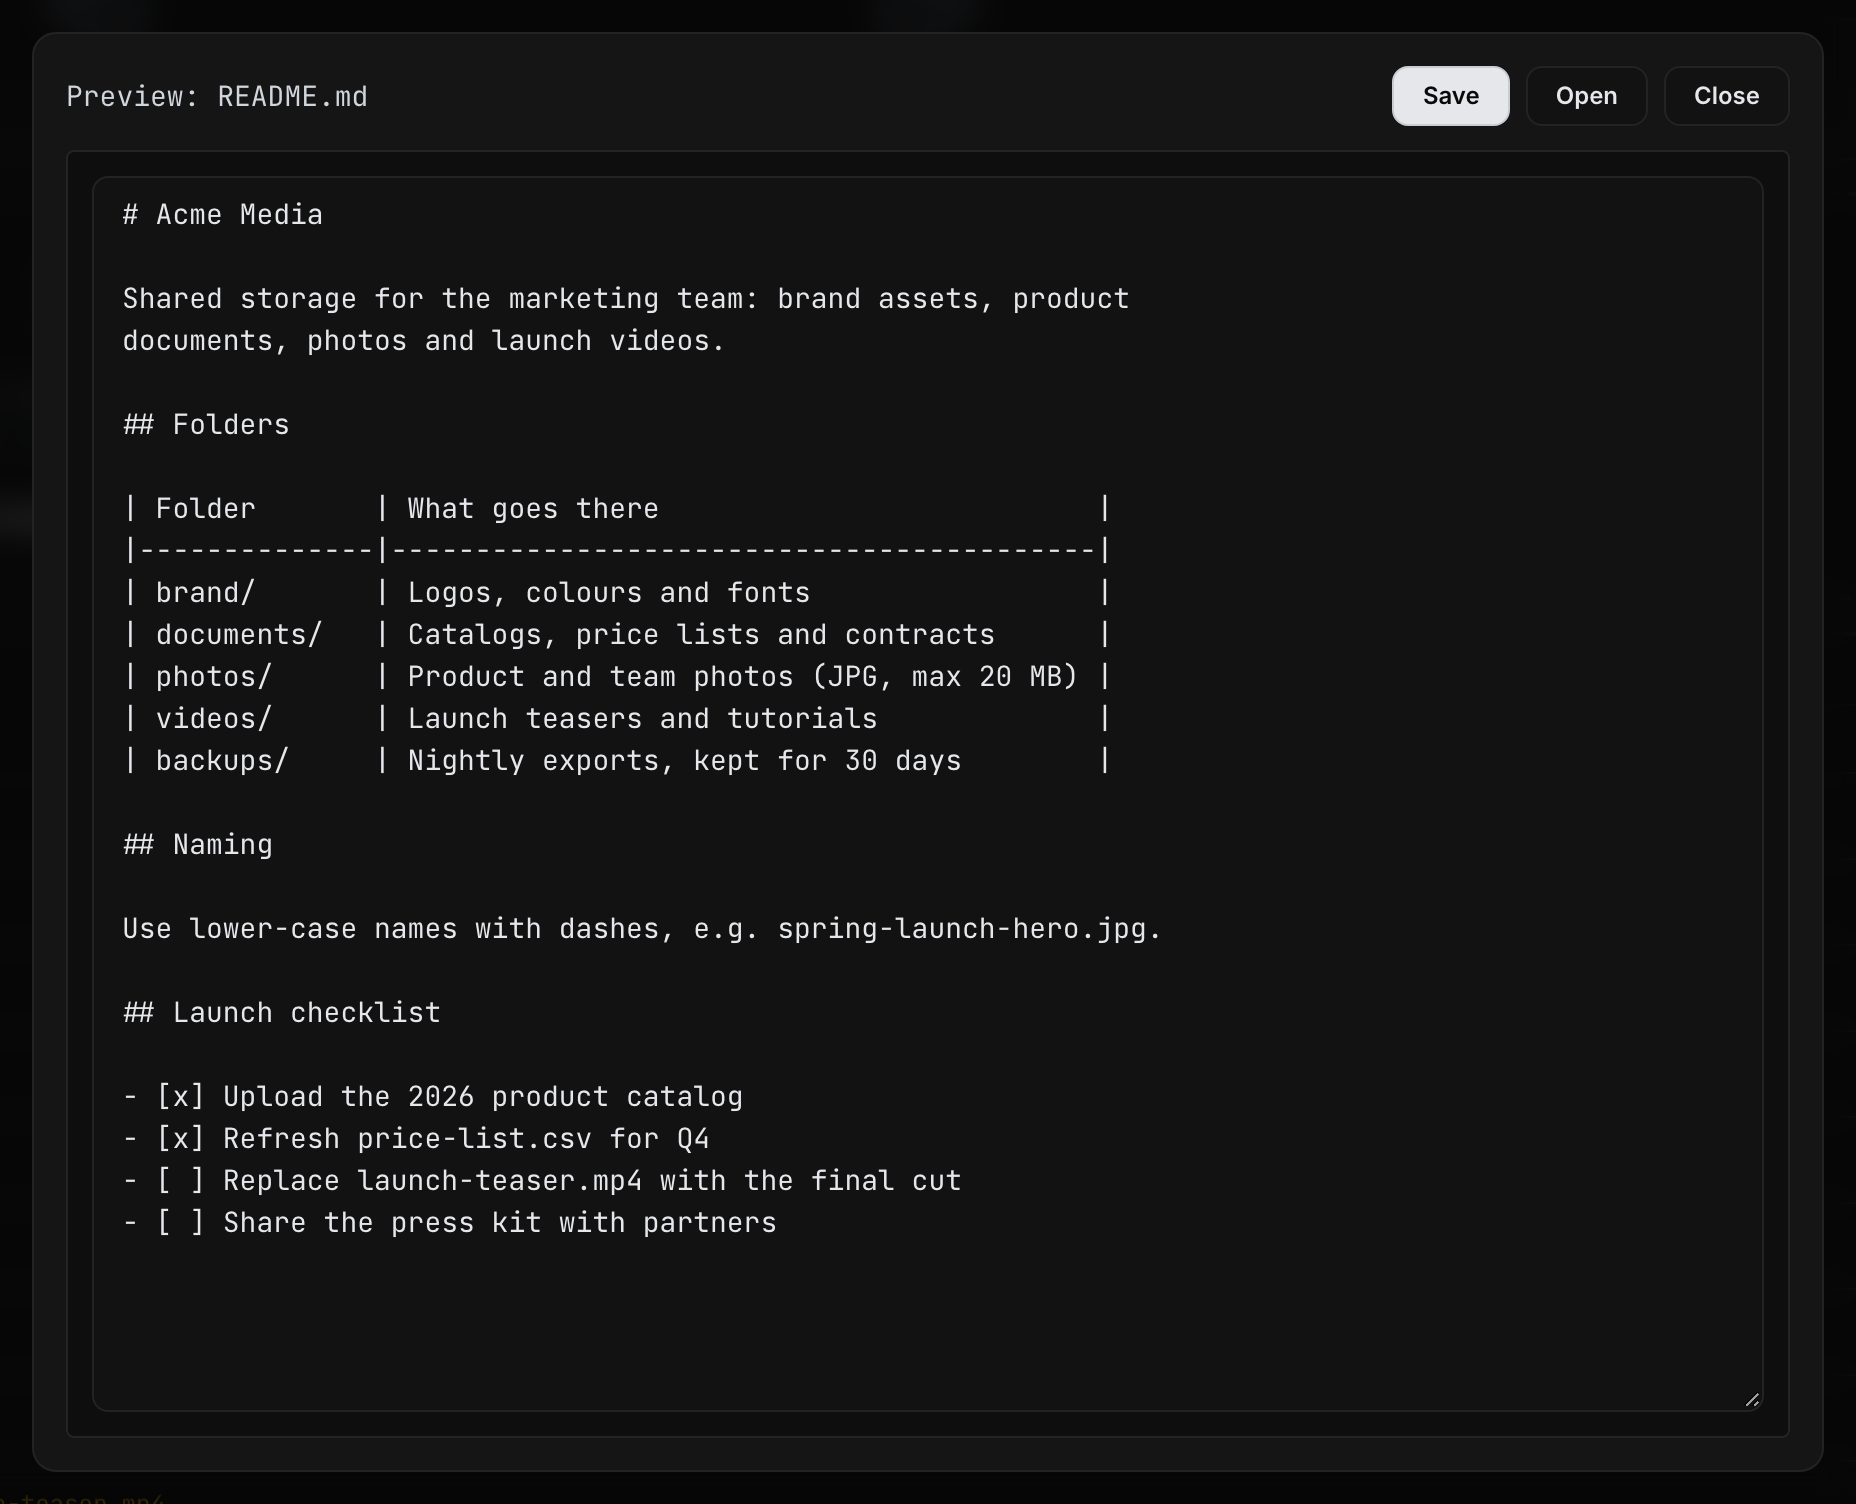 Preview: README.md
Save Open Close
# Acme Media

Shared storage for the marketing team: brand assets, product
documents, photos and launch videos.

## Folders

| Folder       | What goes there                          |
|--------------|------------------------------------------|
| brand/       | Logos, colours and fonts                 |
| documents/   | Catalogs, price lists and contracts      |
| photos/      | Product and team photos (JPG, max 20 MB) |
| videos/      | Launch teasers and tutorials             |
| backups/     | Nightly exports, kept for 30 days        |

## Naming

Use lower-case names with dashes, e.g. spring-launch-hero.jpg.

## Launch checklist

- [x] Upload the 2026 product catalog
- [x] Refresh price-list.csv for Q4
- [ ] Replace launch-teaser.mp4 with the final cut
- [ ] Share the press kit with partners